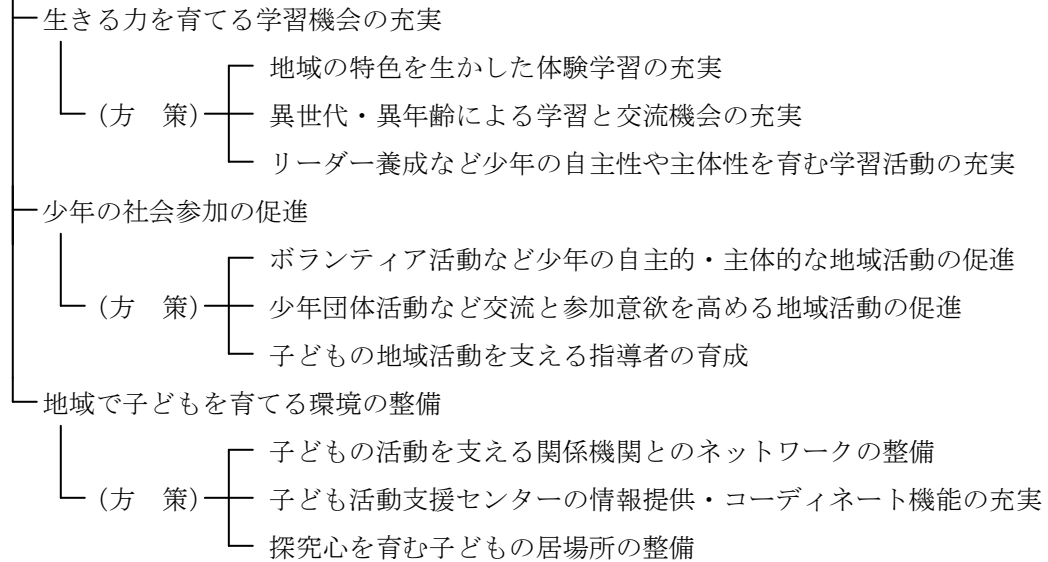 生きる力を育てる学習機会の充実
地域の特色を生かした体験学習の充実
(方　策) 異世代・異年齢による学習と交流機会の充実
リーダー養成など少年の自主性や主体性を育む学習活動の充実
少年の社会参加の促進
ボランティア活動など少年の自主的・主体的な地域活動の促進
(方　策) 少年団体活動など交流と参加意欲を高める地域活動の促進
子どもの地域活動を支える指導者の育成
地域で子どもを育てる環境の整備
子どもの活動を支える関係機関とのネットワークの整備
(方　策) 子ども活動支援センターの情報提供・コーディネート機能の充実
探究心を育む子どもの居場所の整備